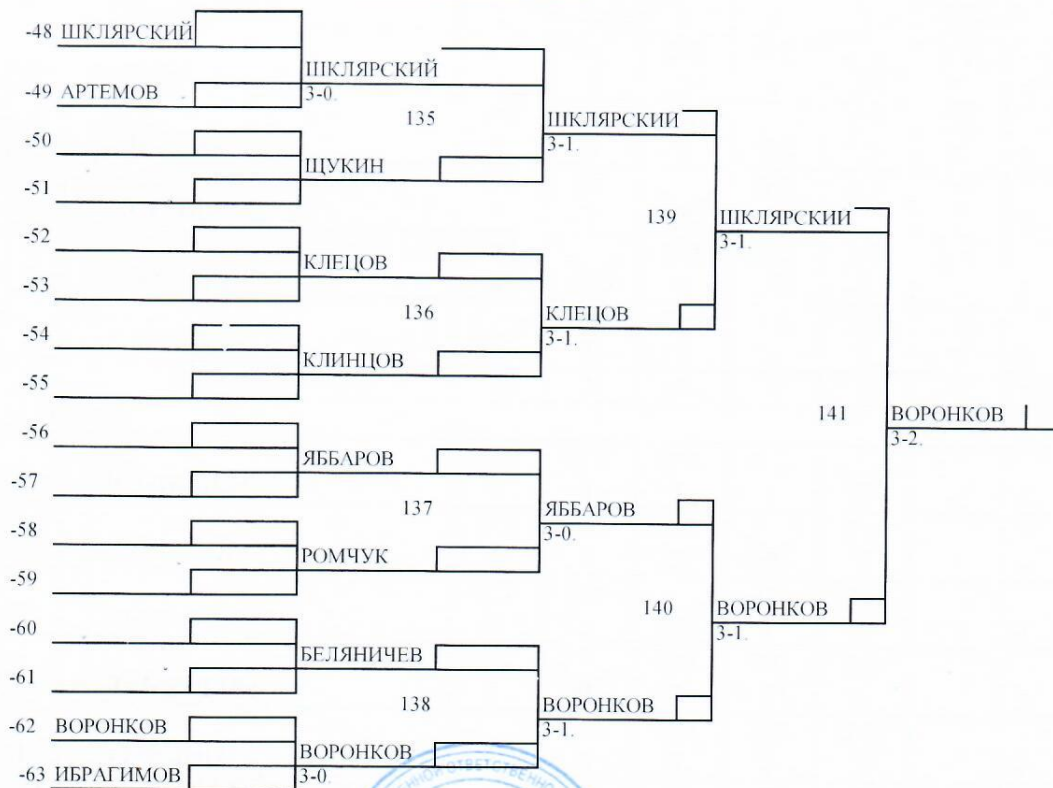 -48 ШКЛЯРСКИЙ
ШКЛЯРСКИЙ
-49 АРТЕМОВ
3-0.
135
ШКЛЯРСКИЙ
3-1.
-50
ЩУКИН
-51
139
ШКЛЯРСКИЙ
3-1.
-52
КЛЕЦОВ
-53
136
КЛЕЦОВ
3-1.
-54
КЛИНЦОВ
-55
141
ВОРОНКОВ
3-2.
-56
ЯББАРОВ
-57
137
ЯББАРОВ
3-0.
-58
РОМЧУК
-59
140
ВОРОНКОВ
3-1.
-60
БЕЛЯНИЧЕВ
-61
138
ВОРОНКОВ
3-1.
-62 ВОРОНКОВ
ВОРОНКОВ
-63 ИБРАГИМОВ
3-0.
ОТВЕТСТВЕННО